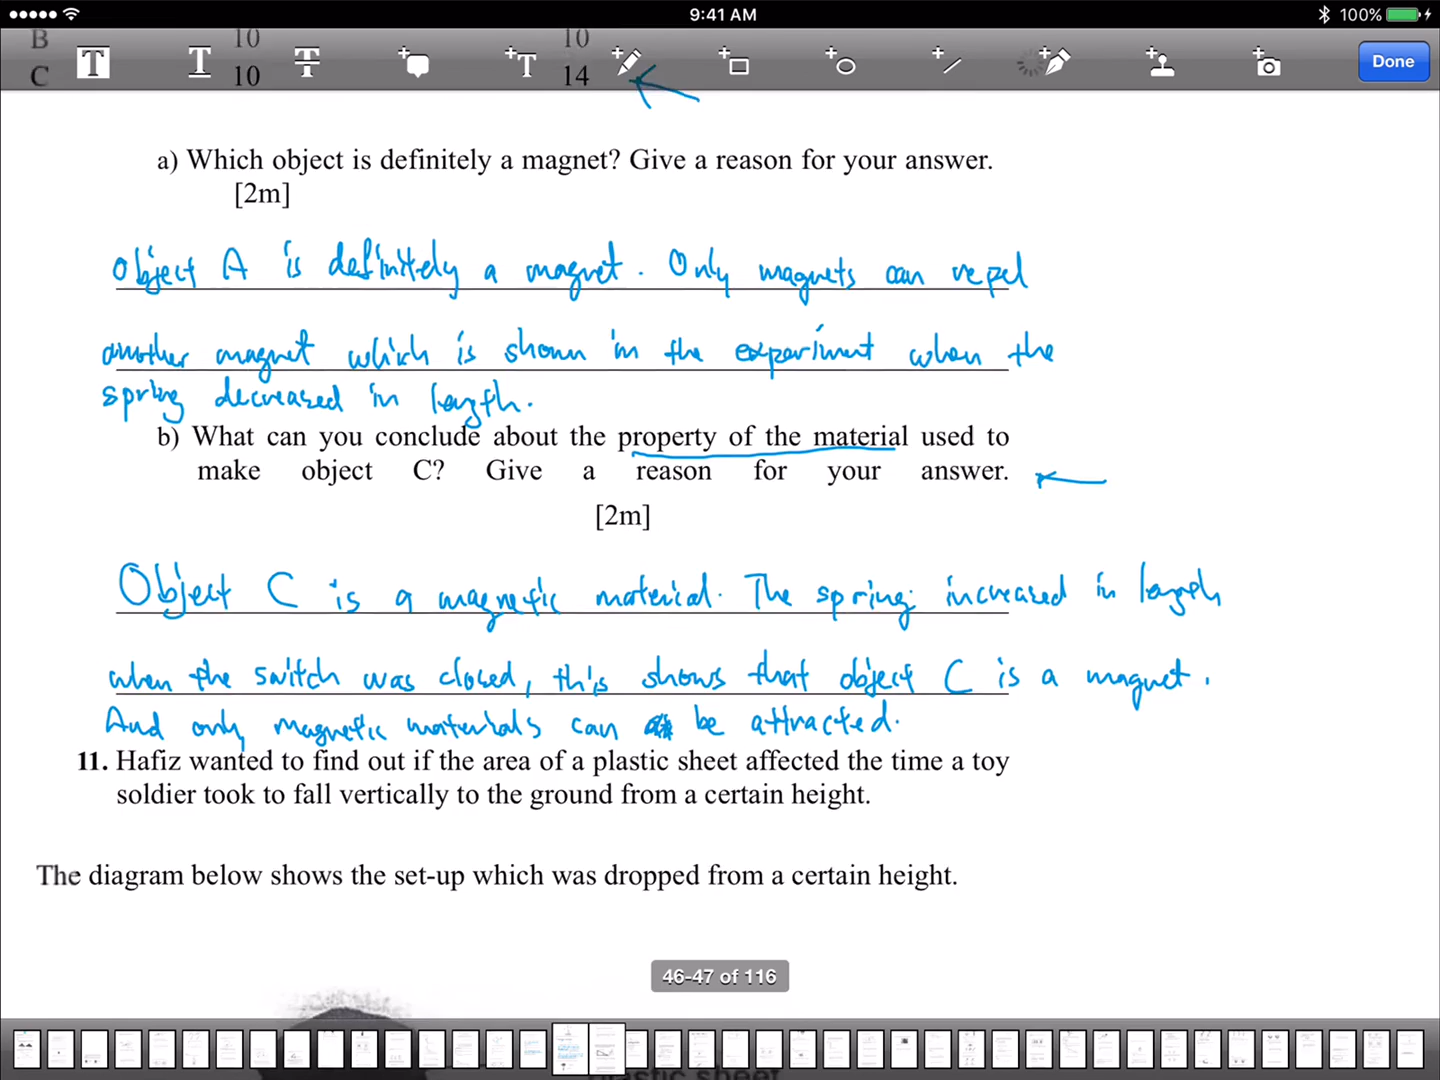 9:41 AM
100%
B 10 10
C 10 14
Done
a) Which object is definitely a magnet? Give a reason for your answer.
[2m]
Object A is definitely a magnet. Only magnets can repel
another magnet which is shown in the experiment when the
spring decreased in length.
b) What can you conclude about the property of the material used to
make object C? Give a reason for your answer.
[2m]
Object C is a magnetic material. The spring increased in length
when the switch was closed, this shows that object C is a magnet.
And only magnetic materials can be attracted.
11. Hafiz wanted to find out if the area of a plastic sheet affected the time a toy
soldier took to fall vertically to the ground from a certain height.
The diagram below shows the set-up which was dropped from a certain height.
46-47 of 116
plastic sheet